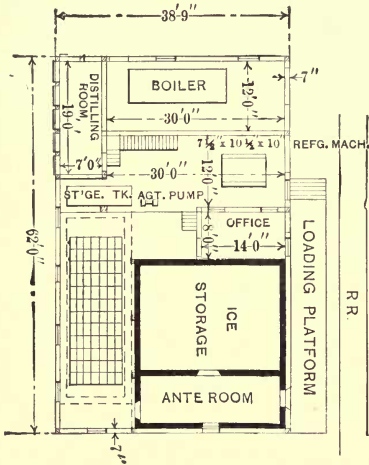 38'-9"
7"
DISTILLING
ROOM,
19'-0"
BOILER
12'-0"
30'-0"
7½" x 10½ x 10" REFG. MACH.
7'0"
30'-0"
12'-0"
ST'GE. TK. AGT. PUMP
OFFICE
8'-0"
14'-0"
62'-0"
ICE
STORAGE
LOADING PLATFORM
R R.
ANTE ROOM
7"